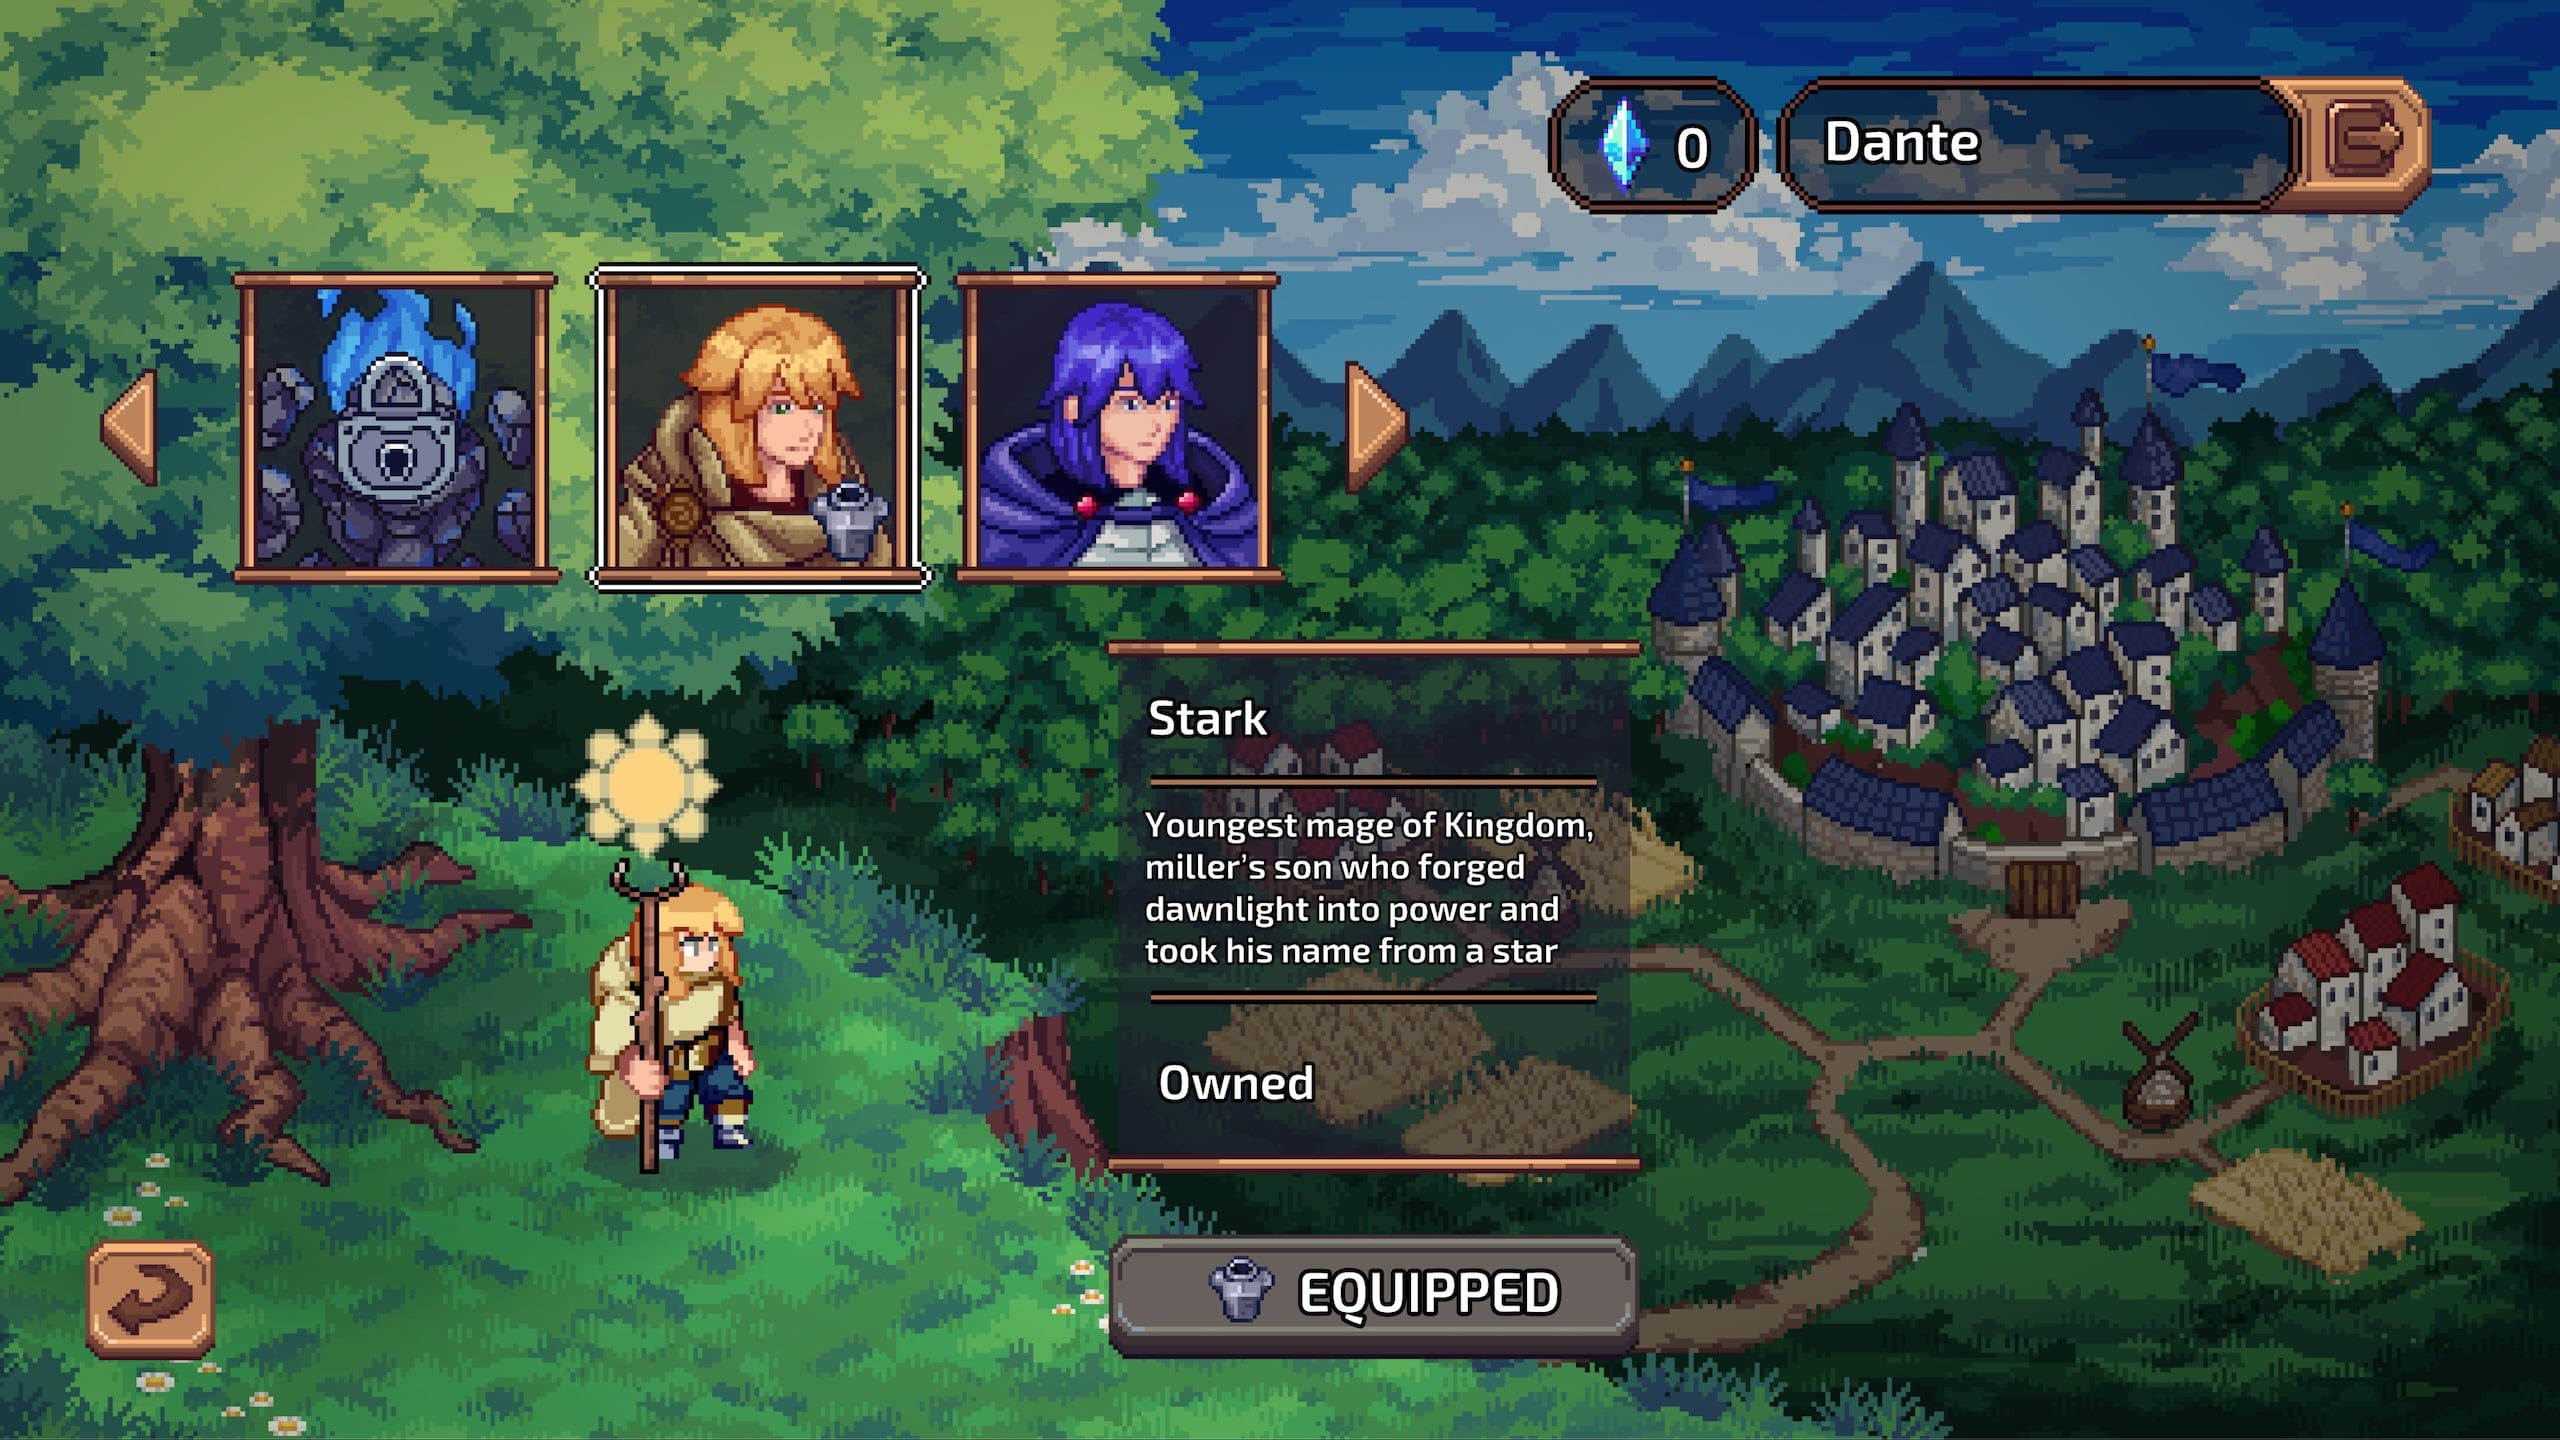 0
Dante
Stark
Youngest mage of Kingdom,
miller's son who forged
dawnlight into power and
took his name from a star
Owned
EQUIPPED